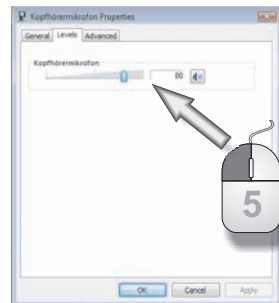 Kopfhörermikrofon Properties
General Levels Advanced
Kopfhörermikrofon
80
5
OK Cancel Apply